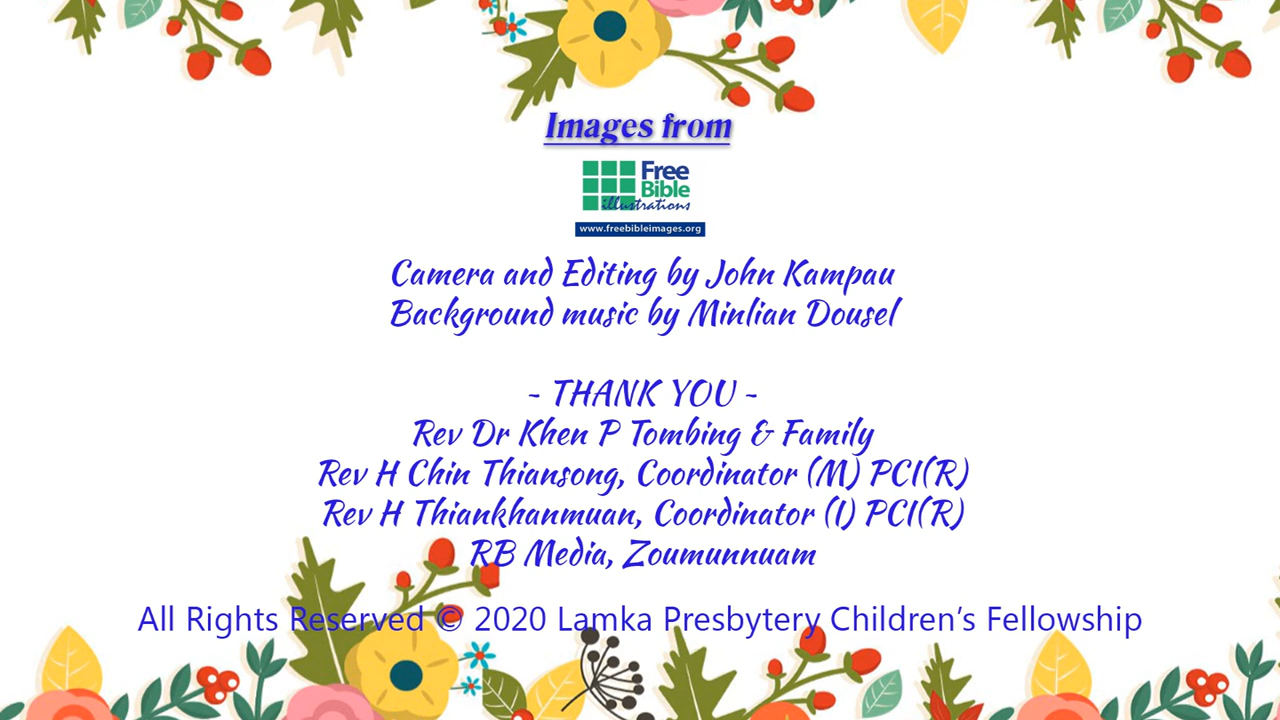 Images from
Free
Bible
illustrations
www.freebibleimages.org
Camera and Editing by John Kampau
Background music by Minlian Dousel
~ THANK YOU ~
Rev Dr Khen P Tombing & Family
Rev H Chin Thiansong, Coordinator (M) PCI(R)
Rev H Thiankhanmuan, Coordinator (I) PCI(R)
RB Media, Zoumunnuam
All Rights Reserved © 2020 Lamka Presbytery Children’s Fellowship